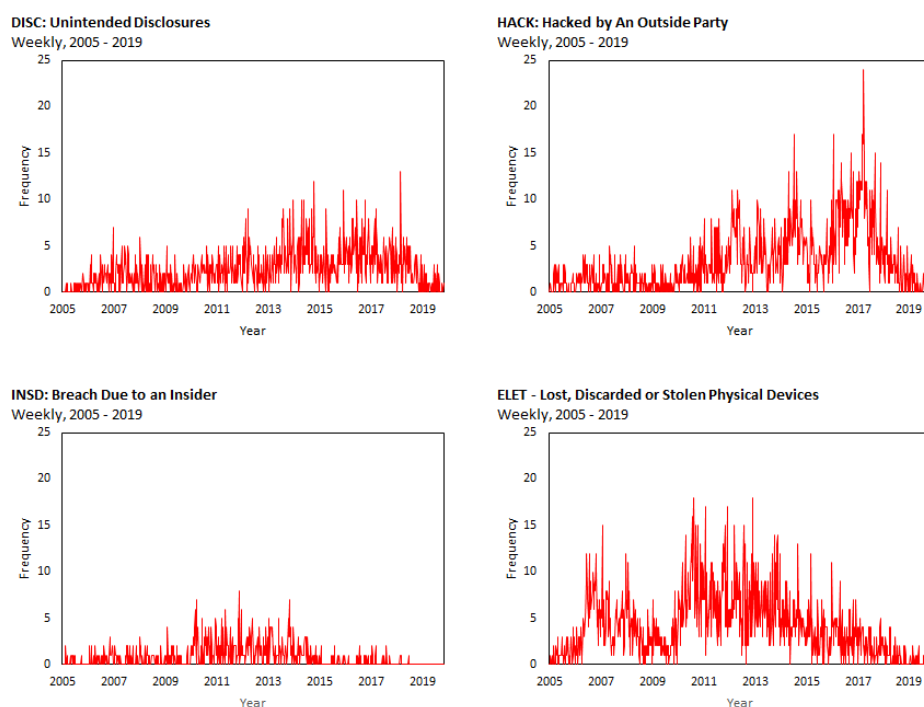 DISC: Unintended Disclosures
Weekly, 2005 - 2019
25
20
15
10
5
0
Frequency
2005 2007 2009 2011 2013 2015 2017 2019
Year
HACK: Hacked by An Outside Party
Weekly, 2005 - 2019
25
20
15
10
5
0
Frequency
2005 2007 2009 2011 2013 2015 2017 2019
Year
INSD: Breach Due to an Insider
Weekly, 2005 - 2019
25
20
15
10
5
0
Frequency
2005 2007 2009 2011 2013 2015 2017 2019
Year
ELET - Lost, Discarded or Stolen Physical Devices
Weekly, 2005 - 2019
25
20
15
10
5
0
Frequency
2005 2007 2009 2011 2013 2015 2017 2019
Year